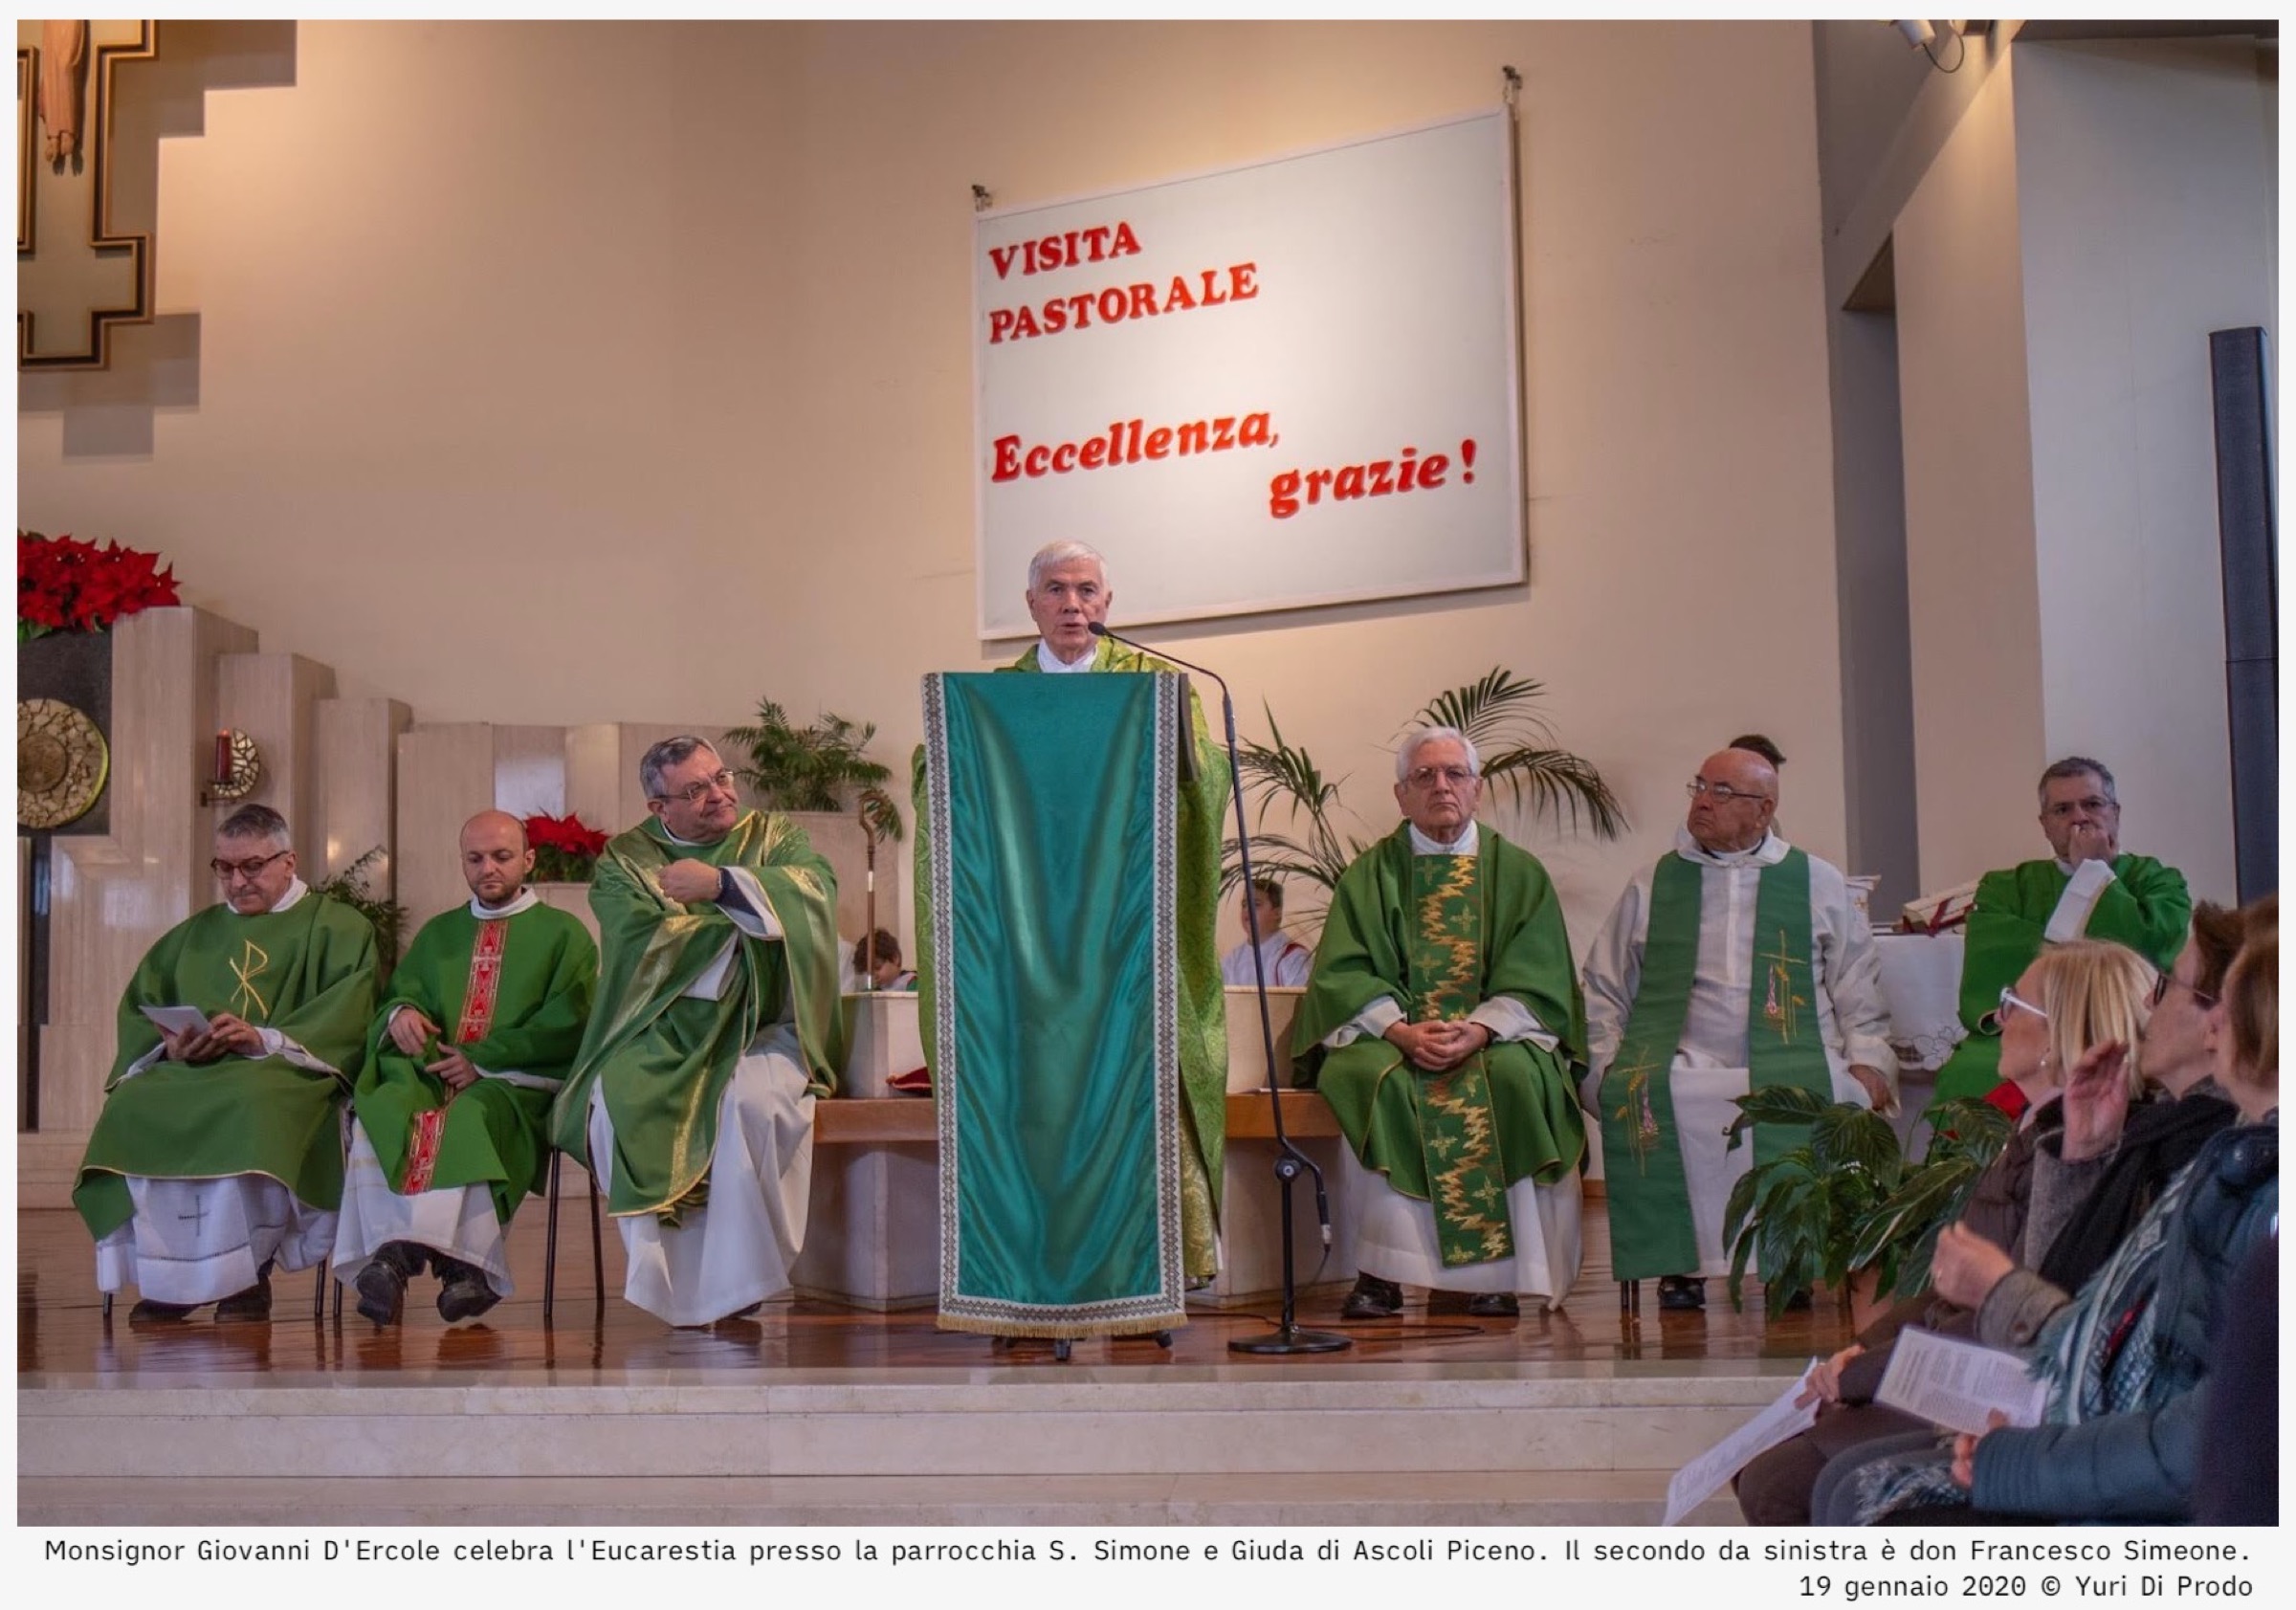 VISITA
PASTORALE
Eccellenza,
grazie!
Monsignor Giovanni D'Ercole celebra l'Eucarestia presso la parrocchia S. Simone e Giuda di Ascoli Piceno. Il secondo da sinistra è don Francesco Simeone.
19 gennaio 2020 © Yuri Di Prodo